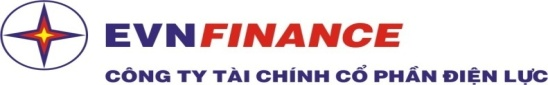 EVNFINANCE
CÔNG TY TÀI CHÍNH CỔ PHẦN ĐIỆN LỰC